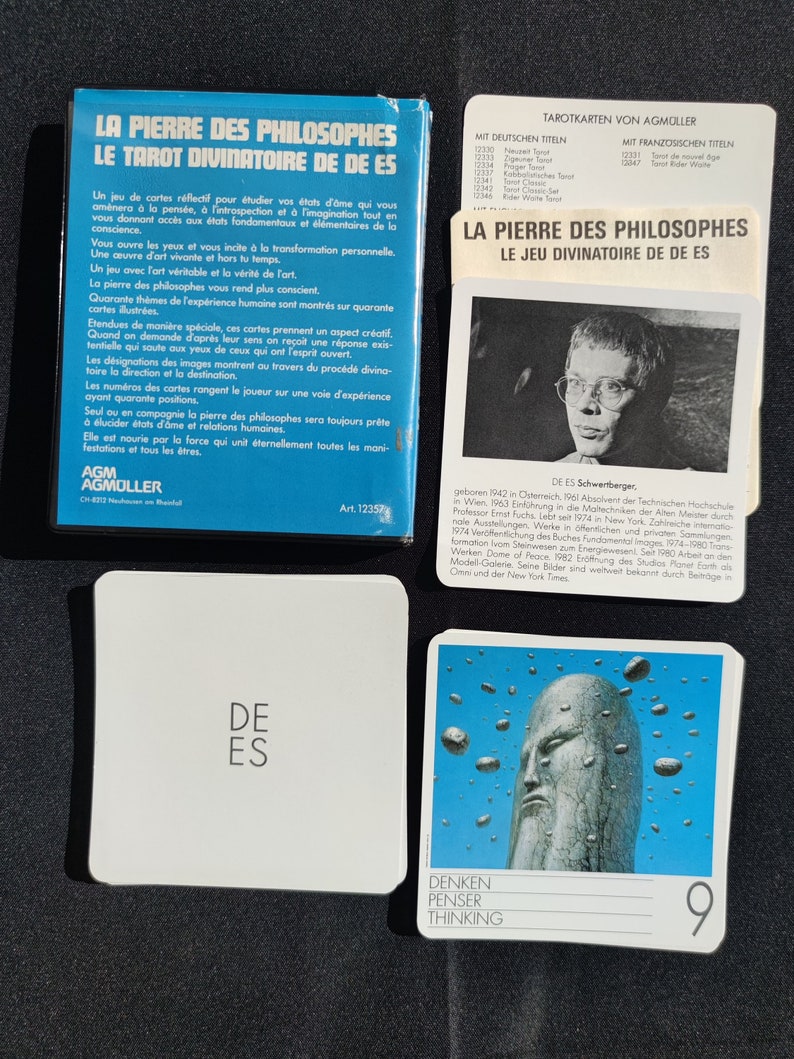 LA PIERRE DES PHILOSOPHES
LE TAROT DIVINATOIRE DE DE ES
Un jeu de cartes réflectif pour étudier vos états d'âme qui vous
amènera à la pensée, à l'introspection et à l'imagination tout en
vous donnant accès aux états fondamentaux et élémentaires de la
conscience.
Vous ouvre les yeux et vous incite à la transformation personnelle.
Une œuvre d'art vivante et hors tu temps.
Un jeu avec l'art véritable et la vérité de l'art.
La pierre des philosophes vous rend plus conscient.
Quarante thèmes de l'expérience humaine sont montrés sur quarante
cartes illustrées.
Etendues de manière spéciale, ces cartes prennent un aspect créatif.
Quand on demande d'après leur sens on reçoit une réponse exis-
tentielle qui saute aux yeux de ceux qui ont l'esprit ouvert.
Les désignations des images montrent au travers du procédé divina-
toire la direction et la destination.
Les numéros des cartes rangent le joueur sur une voie d'expérience
ayant quarante positions.
Seul ou en compagnie la pierre des philosophes sera toujours prête
à élucider états d'âme et relations humaines.
Elle est nourie par la force qui unit éternellement toutes les mani-
festations et tous les êtres.
AGM
AGMÜLLER
CH-8212 Neuhausen am Rheinfall
Art. 12357
TAROTKARTEN VON AGMÜLLER
MIT DEUTSCHEN TITELN
12330 Neuzeit Tarot
12333 Zigeuner Tarot
12334 Prager Tarot
12337 Kabbalistisches Tarot
12341 Tarot Classic
12342 Tarot Classic-Set
12346 Rider Waite Tarot
MIT FRANZÖSISCHEN TITELN
12331 Tarot de nouvel âge
12347 Tarot Rider Waite
LA PIERRE DES PHILOSOPHES
LE JEU DIVINATOIRE DE DE ES
DE ES Schwertberger,
geboren 1942 in Österreich. 1961 Absolvent der Technischen Hochschule
in Wien. 1963 Einführung in die Maltechniken der Alten Meister durch
Professor Ernst Fuchs. Lebt seit 1974 in New York. Zahlreiche internatio-
nale Ausstellungen. Werke in öffentlichen und privaten Sammlungen.
1974 Veröffentlichung des Buches Fundamental Images. 1974-1980 Trans-
formation (vom Steinwesen zum Energiewesen). Seit 1980 Arbeit an den
Werken Dome of Peace. 1982 Eröffnung des Studios Planet Earth als
Modell-Galerie. Seine Bilder sind weltweit bekannt durch Beiträge in
Omni und der New York Times.
DE
ES
DENKEN
PENSER
THINKING
9